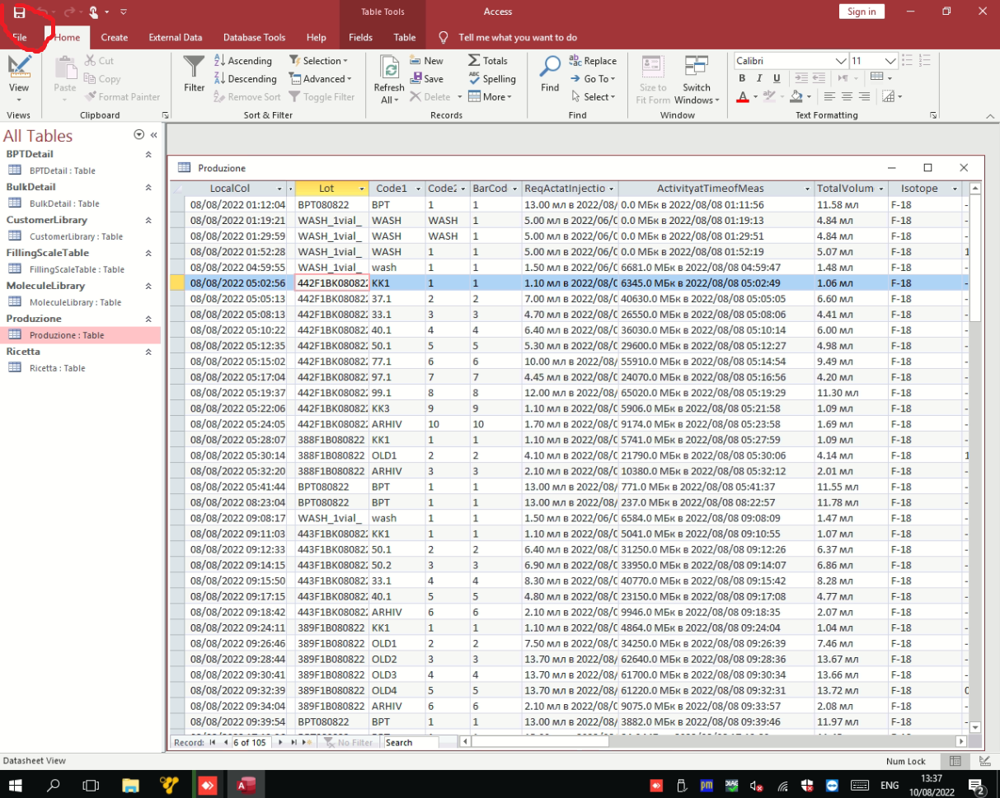 Table Tools Access Sign in
File Home Create External Data Database Tools Help Fields Table Tell me what you want to do
View Paste Cut Copy Format Painter
Filter Ascending Descending Remove Sort Selection Advanced Toggle Filter
Refresh All New Save Delete Totals Spelling More
Find Replace Go To Select
Size to Fit Form Switch Windows
Calibri 11
B I U
Views Clipboard Sort & Filter Records Find Window Text Formatting
All Tables
BPTDetail
BPTDetail : Table
BulkDetail
BulkDetail : Table
CustomerLibrary
CustomerLibrary : Table
FillingScaleTable
FillingScaleTable : Table
MoleculeLibrary
MoleculeLibrary : Table
Produzione
Produzione : Table
Ricetta
Ricetta : Table
Produzione
LocalCol Lot Code1 Code2 BarCod ReqActatInjectio ActivityatTimeofMeas TotalVolum Isotope
08/08/2022 01:12:04 BPT080822 BPT 1 1 13.00 мл в 2022/08/ 0.0 МБк в 2022/08/08 01:11:56 11.58 мл F-18
08/08/2022 01:19:21 WASH_1vial_ WASH WASH 1 5.00 мл в 2022/06/0 0.0 МБк в 2022/08/08 01:19:13 4.84 мл F-18
08/08/2022 01:29:59 WASH_1vial_ WASH WASH 1 5.00 мл в 2022/06/0 0.0 МБк в 2022/08/08 01:29:51 4.84 мл F-18
08/08/2022 01:52:28 WASH_1vial_ WASH 1 1 5.00 мл в 2022/06/0 0.0 МБк в 2022/08/08 01:52:19 5.07 мл F-18 1
08/08/2022 04:59:55 WASH_1vial_ wash 1 1 1.50 мл в 2022/06/0 6681.0 МБк в 2022/08/08 04:59:47 1.48 мл F-18
08/08/2022 05:02:56 442F1BK080822 KK1 1 1 1.10 мл в 2022/08/0 6345.0 МБк в 2022/08/08 05:02:49 1.06 мл F-18
08/08/2022 05:05:13 442F1BK080822 37.1 2 2 7.00 мл в 2022/08/0 40630.0 МБк в 2022/08/08 05:05:05 6.60 мл F-18
08/08/2022 05:08:13 442F1BK080822 33.1 3 3 4.70 мл в 2022/08/0 26550.0 МБк в 2022/08/08 05:08:06 4.41 мл F-18
08/08/2022 05:10:22 442F1BK080822 40.1 4 4 6.40 мл в 2022/08/0 36030.0 МБк в 2022/08/08 05:10:14 6.00 мл F-18
08/08/2022 05:12:35 442F1BK080822 50.1 5 5 5.30 мл в 2022/08/0 29600.0 МБк в 2022/08/08 05:12:27 4.98 мл F-18
08/08/2022 05:15:02 442F1BK080822 77.1 6 6 10.00 мл в 2022/08/ 55910.0 МБк в 2022/08/08 05:14:54 9.49 мл F-18
08/08/2022 05:17:04 442F1BK080822 97.1 7 7 4.45 мл в 2022/08/0 24070.0 МБк в 2022/08/08 05:16:56 4.20 мл F-18
08/08/2022 05:19:37 442F1BK080822 99.1 8 8 12.00 мл в 2022/08/ 65020.0 МБк в 2022/08/08 05:19:29 11.30 мл F-18
08/08/2022 05:22:06 442F1BK080822 KK3 9 9 1.10 мл в 2022/08/0 5906.0 МБк в 2022/08/08 05:21:58 1.09 мл F-18
08/08/2022 05:24:05 442F1BK080822 ARHIV 10 10 1.70 мл в 2022/08/0 9174.0 МБк в 2022/08/08 05:23:58 1.69 мл F-18
08/08/2022 05:28:07 388F1B080822 KK1 1 1 1.10 мл в 2022/08/0 5741.0 МБк в 2022/08/08 05:27:59 1.09 мл F-18
08/08/2022 05:30:14 388F1B080822 OLD1 2 2 4.10 мл в 2022/08/0 21790.0 МБк в 2022/08/08 05:30:06 4.14 мл F-18 1
08/08/2022 05:32:20 388F1B080822 ARHIV 3 3 2.10 мл в 2022/08/0 10380.0 МБк в 2022/08/08 05:32:12 2.01 мл F-18
08/08/2022 05:41:44 BPT080822 BPT 1 1 13.00 мл в 2022/08/ 771.0 МБк в 2022/08/08 05:41:37 11.55 мл F-18
08/08/2022 08:23:04 BPT080822 BPT 1 1 13.00 мл в 2022/08/ 237.0 МБк в 2022/08/08 08:22:57 11.78 мл F-18
08/08/2022 09:08:17 WASH_1vial_ wash 1 1 1.50 мл в 2022/06/0 6584.0 МБк в 2022/08/08 09:08:09 1.47 мл F-18
08/08/2022 09:11:03 443F1BK080822 KK1 1 1 1.10 мл в 2022/08/0 5041.0 МБк в 2022/08/08 09:10:55 1.07 мл F-18
08/08/2022 09:12:33 443F1BK080822 50.1 2 2 6.40 мл в 2022/08/0 31250.0 МБк в 2022/08/08 09:12:26 6.37 мл F-18
08/08/2022 09:14:15 443F1BK080822 50.2 3 3 6.90 мл в 2022/08/0 33950.0 МБк в 2022/08/08 09:14:07 6.86 мл F-18
08/08/2022 09:15:50 443F1BK080822 33.1 4 4 8.30 мл в 2022/08/0 40770.0 МБк в 2022/08/08 09:15:42 8.28 мл F-18
08/08/2022 09:17:15 443F1BK080822 40.1 5 5 4.80 мл в 2022/08/0 23150.0 МБк в 2022/08/08 09:17:08 4.77 мл F-18
08/08/2022 09:18:42 443F1BK080822 ARHIV 6 6 2.10 мл в 2022/08/0 9946.0 МБк в 2022/08/08 09:18:35 2.07 мл F-18
08/08/2022 09:24:11 389F1B080822 KK1 1 1 1.10 мл в 2022/08/0 4864.0 МБк в 2022/08/08 09:24:04 1.04 мл F-18
08/08/2022 09:26:46 389F1B080822 OLD1 2 2 7.50 мл в 2022/08/0 34250.0 МБк в 2022/08/08 09:26:39 7.46 мл F-18
08/08/2022 09:28:44 389F1B080822 OLD2 3 3 13.70 мл в 2022/08/ 62640.0 МБк в 2022/08/08 09:28:36 13.67 мл F-18
08/08/2022 09:30:41 389F1B080822 OLD3 4 4 13.70 мл в 2022/08/ 61700.0 МБк в 2022/08/08 09:30:34 13.66 мл F-18
08/08/2022 09:32:39 389F1B080822 OLD4 5 5 13.70 мл в 2022/08/ 61220.0 МБк в 2022/08/08 09:32:31 13.72 мл F-18 0
08/08/2022 09:34:04 389F1B080822 ARHIV 6 6 2.10 мл в 2022/08/0 9075.0 МБк в 2022/08/08 09:33:57 2.08 мл F-18
08/08/2022 09:39:54 BPT080822 BPT 1 1 13.00 мл в 2022/08/ 3882.0 МБк в 2022/08/08 09:39:46 11.97 мл F-18
Record: 6 of 105 No Filter Search
Datasheet View Num Lock
pm DIAG ENG 13:37
10/08/2022 2